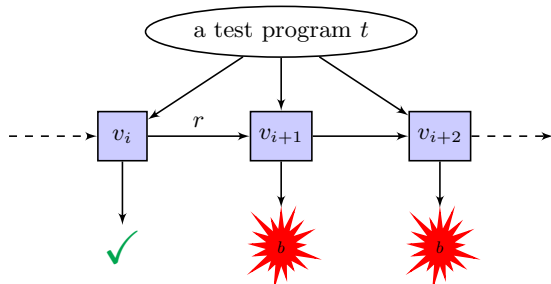 a test program t
r
v_i
v_{i+1}
v_{i+2}
b
b